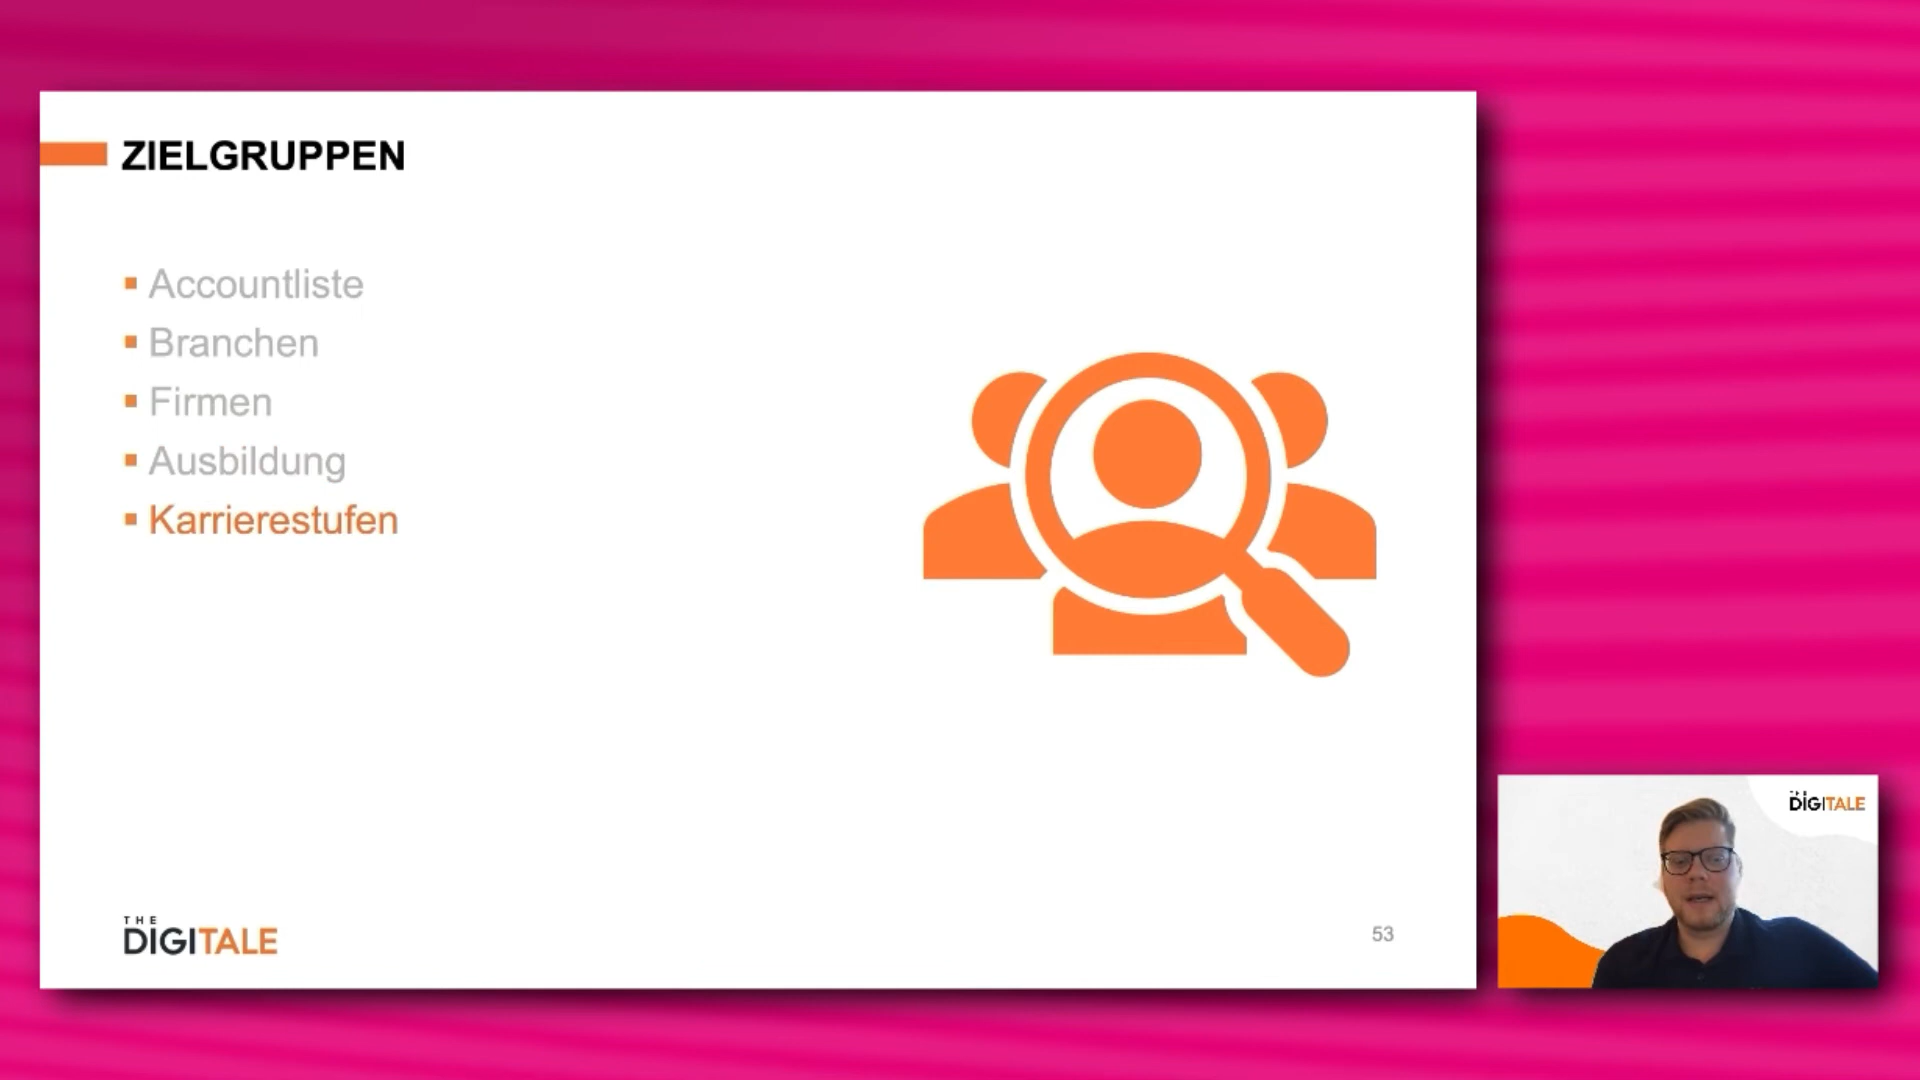 ZIELGRUPPEN
Accountliste
Branchen
Firmen
Ausbildung
Karrierestufen
THE
DIGITALE
53
DIGITALE